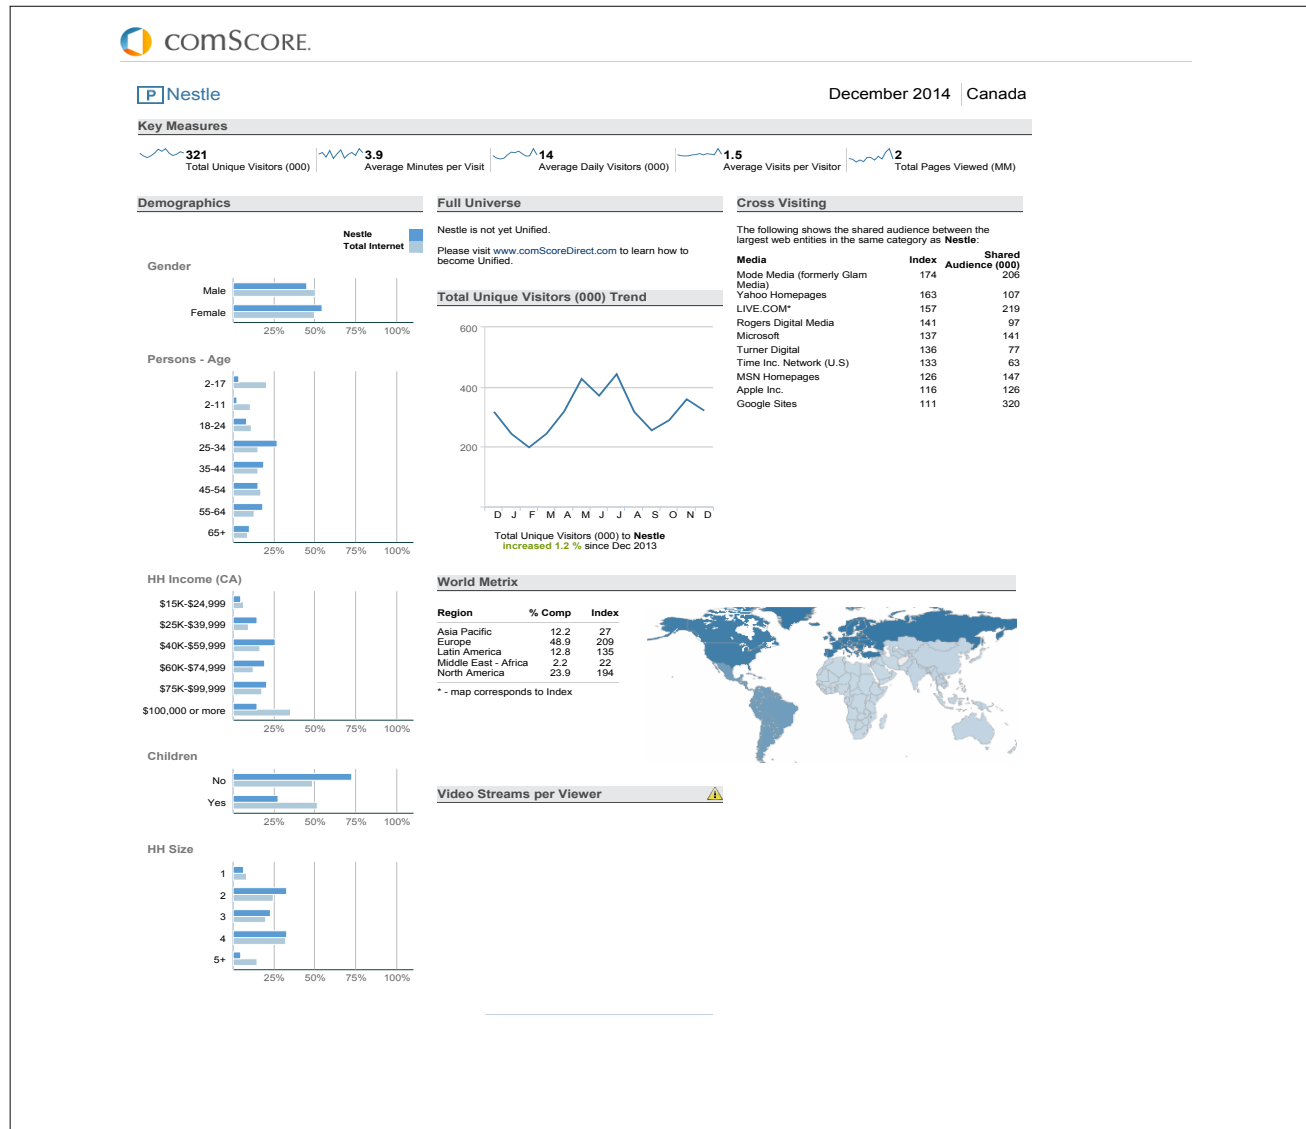 comSCORE.
P Nestle
December 2014 Canada
Key Measures
321
Total Unique Visitors (000)
3.9
Average Minutes per Visit
14
Average Daily Visitors (000)
1.5
Average Visits per Visitor
2
Total Pages Viewed (MM)
Demographics
Nestle
Total Internet
Gender
Male
Female
25% 50% 75% 100%
Persons - Age
2-17
2-11
18-24
25-34
35-44
45-54
55-64
65+
25% 50% 75% 100%
HH Income (CA)
$15K-$24,999
$25K-$39,999
$40K-$59,999
$60K-$74,999
$75K-$99,999
$100,000 or more
25% 50% 75% 100%
Children
No
Yes
25% 50% 75% 100%
HH Size
1
2
3
4
5+
25% 50% 75% 100%
Full Universe
Nestle is not yet Unified.
Please visit www.comScoreDirect.com to learn how to
become Unified.
Total Unique Visitors (000) Trend
600
400
200
D J F M A M J J A S O N D
Total Unique Visitors (000) to Nestle
increased 1.2 % since Dec 2013
Cross Visiting
The following shows the shared audience between the
largest web entities in the same category as Nestle:
Media Index Shared
Audience (000)
Mode Media (formerly Glam 174 206
Media)
Yahoo Homepages 163 107
LIVE.COM* 157 219
Rogers Digital Media 141 97
Microsoft 137 141
Turner Digital 136 77
Time Inc. Network (U.S) 133 63
MSN Homepages 126 147
Apple Inc. 116 126
Google Sites 111 320
World Metrix
Region % Comp Index
Asia Pacific 12.2 27
Europe 48.9 209
Latin America 12.8 135
Middle East - Africa 2.2 22
North America 23.9 194
* - map corresponds to Index
Video Streams per Viewer